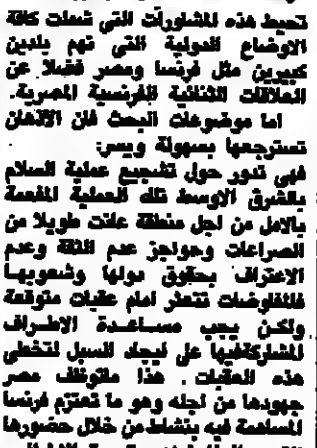 تحيط هذه المشاورات التي شملت كافة
الاوضاع الدولية التي تهم بلدين
كبيرين مثل فرنسا ومصر فضلا عن
العلاقات الثنائية الفرنسية المصرية.
اما موضوعات البحث فان الاذهان
تسترجعها بسهولة ويسر.
فهي تدور حول تشجيع عملية السلام
بالشرق الاوسط تلك العملية المفعمة
بالامل من اجل منطقة عانت طويلا من
الصراعات وحواجز عدم الثقة وعدم
الاعتراف بحقوق دولها وشعوبها
فالمفاوضات تتعثر امام عقبات متوقعة
ولكن يجب مساعدة الاطراف
المشاركة فيها على ايجاد السبل لتخطي
هذه العقبات . هذا ماتوظف مصر
جهودها من اجله وهو ما تعتزم فرنسا
المساهمة فيه بنشاط من خلال حضورها